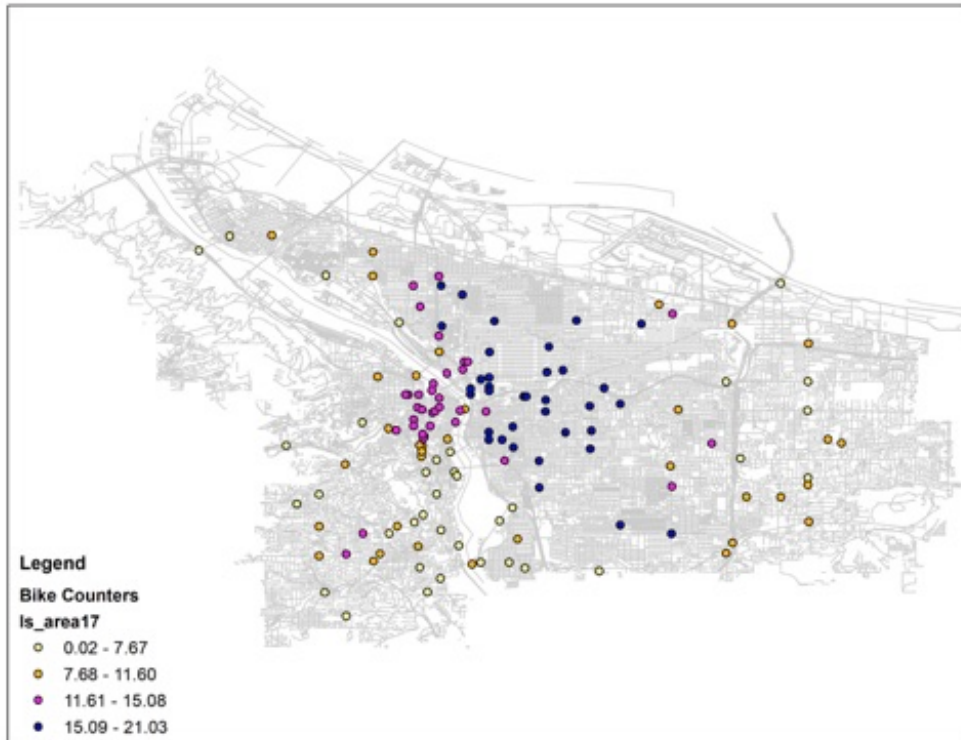 Legend
Bike Counters
ls_area17
0.02 - 7.67
7.68 - 11.60
11.61 - 15.08
15.09 - 21.03